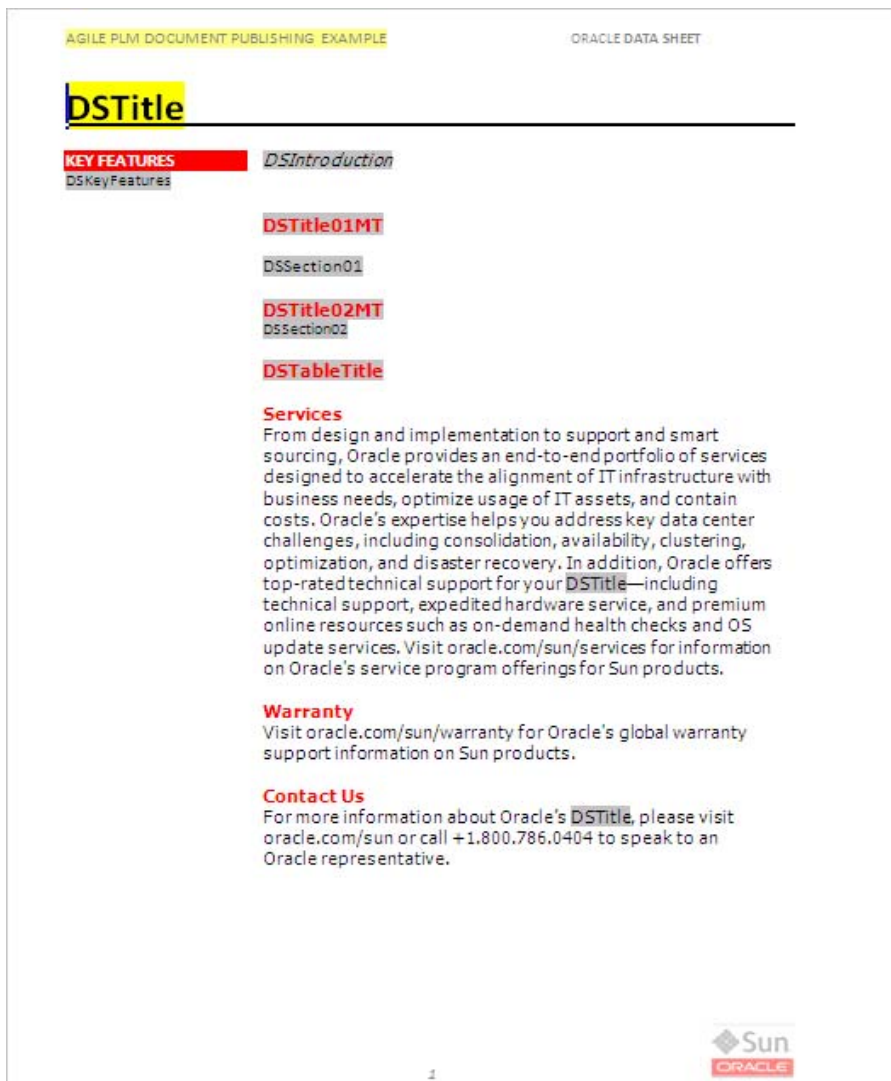 AGILE PLM DOCUMENT PUBLISHING EXAMPLE
ORACLE DATA SHEET
DSTitle
KEY FEATURES
DSKeyFeatures
DSIntroduction
DSTitle01MT
DSSection01
DSTitle02MT
DSSection02
DSTableTitle
Services
From design and implementation to support and smart
sourcing, Oracle provides an end-to-end portfolio of services
designed to accelerate the alignment of IT infrastructure with
business needs, optimize usage of IT assets, and contain
costs. Oracle's expertise helps you address key data center
challenges, including consolidation, availability, clustering,
optimization, and disaster recovery. In addition, Oracle offers
top-rated technical support for your DSTitle—including
technical support, expedited hardware service, and premium
online resources such as on-demand health checks and OS
update services. Visit oracle.com/sun/services for information
on Oracle's service program offerings for Sun products.
Warranty
Visit oracle.com/sun/warranty for Oracle's global warranty
support information on Sun products.
Contact Us
For more information about Oracle's DSTitle, please visit
oracle.com/sun or call +1.800.786.0404 to speak to an
Oracle representative.
Sun
ORACLE
1